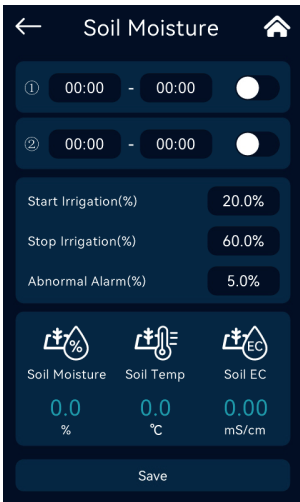 Soil Moisture
① 00:00 - 00:00
② 00:00 - 00:00
Start Irrigation(%) 20.0%
Stop Irrigation(%) 60.0%
Abnormal Alarm(%) 5.0%
% EC
Soil Moisture Soil Temp Soil EC
0.0 0.0 0.00
% ℃ mS/cm
Save